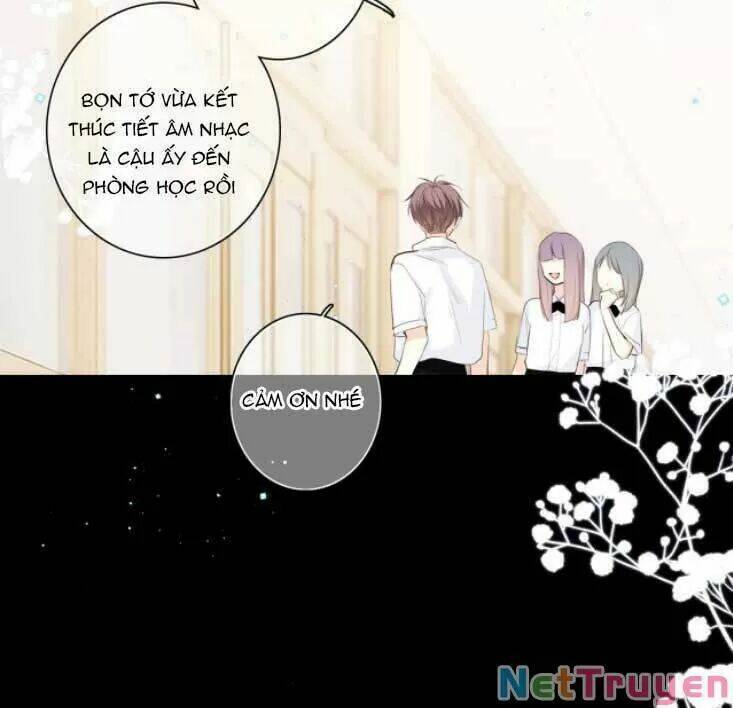 BỌN TỚ VỪA KẾT
THÚC TIẾT ÂM NHẠC
LÀ CẬU ẤY ĐẾN
PHÒNG HỌC RỒI
CẢM ƠN NHÉ
NetTruyen